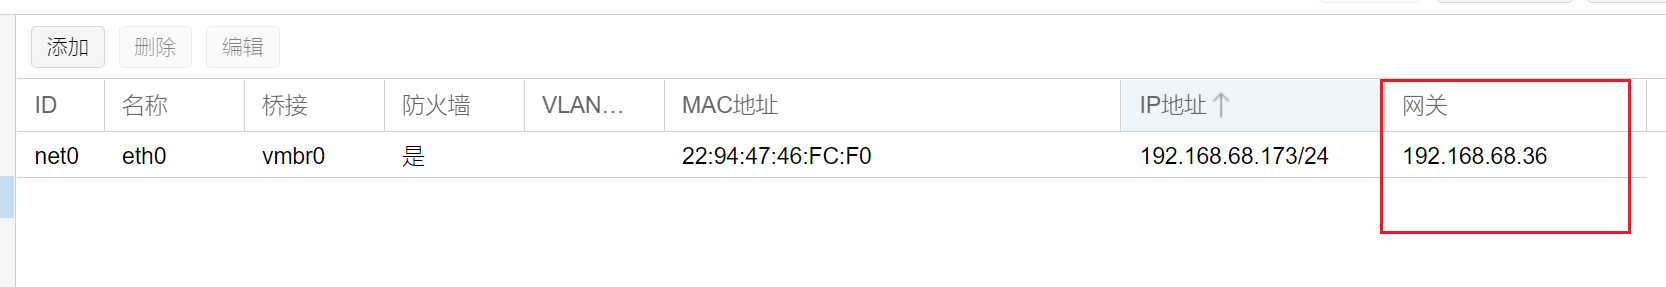 添加 删除 编辑
ID 名称 桥接 防火墙 VLAN... MAC地址 IP地址↑ 网关
net0 eth0 vmbr0 是 22:94:47:46:FC:F0 192.168.68.173/24 192.168.68.36